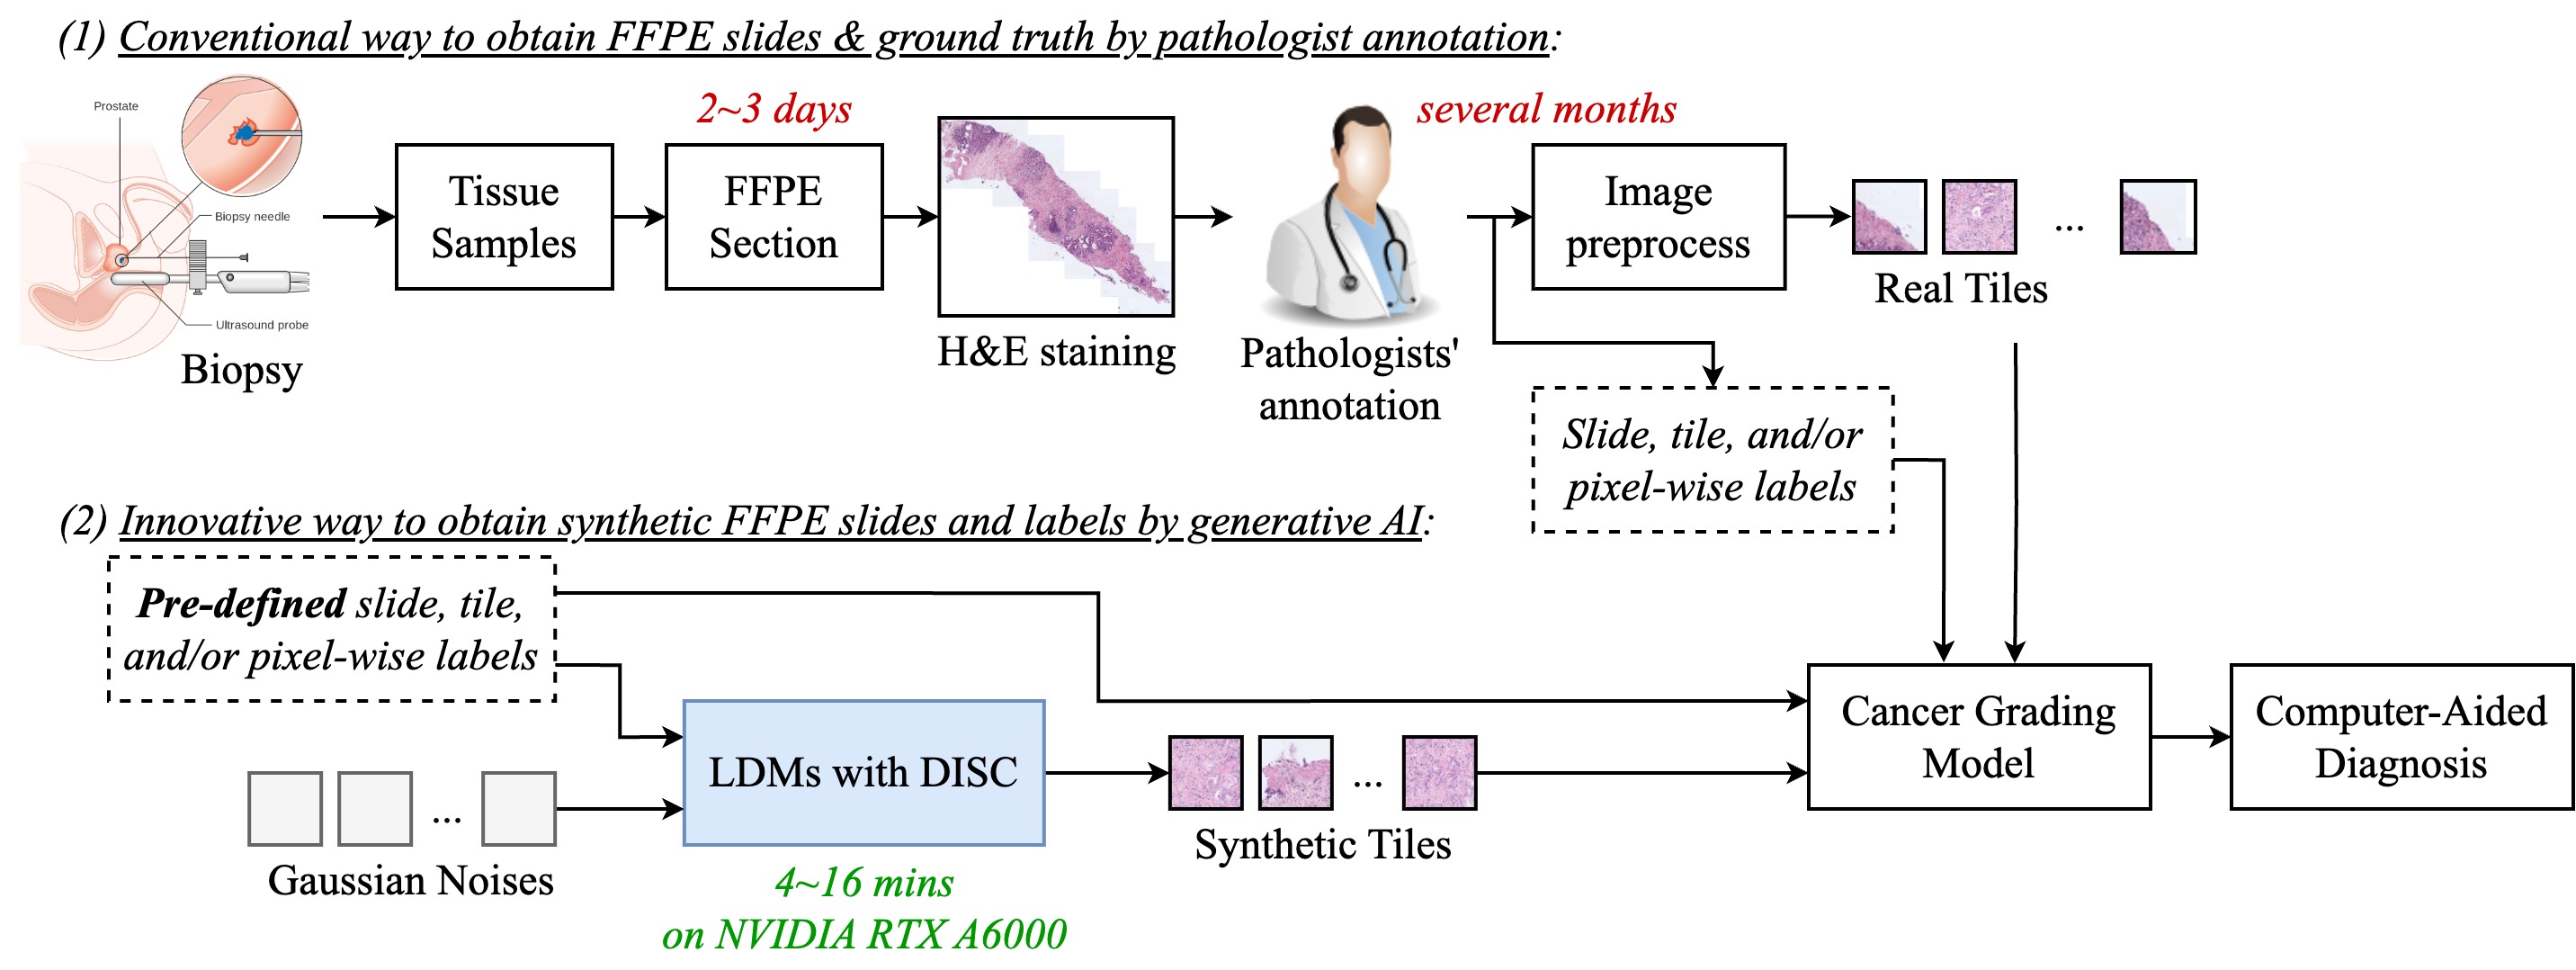 (1) Conventional way to obtain FFPE slides & ground truth by pathologist annotation:
Prostate
Biopsy needle
Ultrasound probe
Biopsy
Tissue
Samples
2~3 days
FFPE
Section
H&E staining
Pathologists'
annotation
several months
Image
preprocess
...
Real Tiles
Slide, tile, and/or
pixel-wise labels
(2) Innovative way to obtain synthetic FFPE slides and labels by generative AI:
Pre-defined slide, tile,
and/or pixel-wise labels
...
Gaussian Noises
LDMs with DISC
4~16 mins
on NVIDIA RTX A6000
...
Synthetic Tiles
Cancer Grading
Model
Computer-Aided
Diagnosis